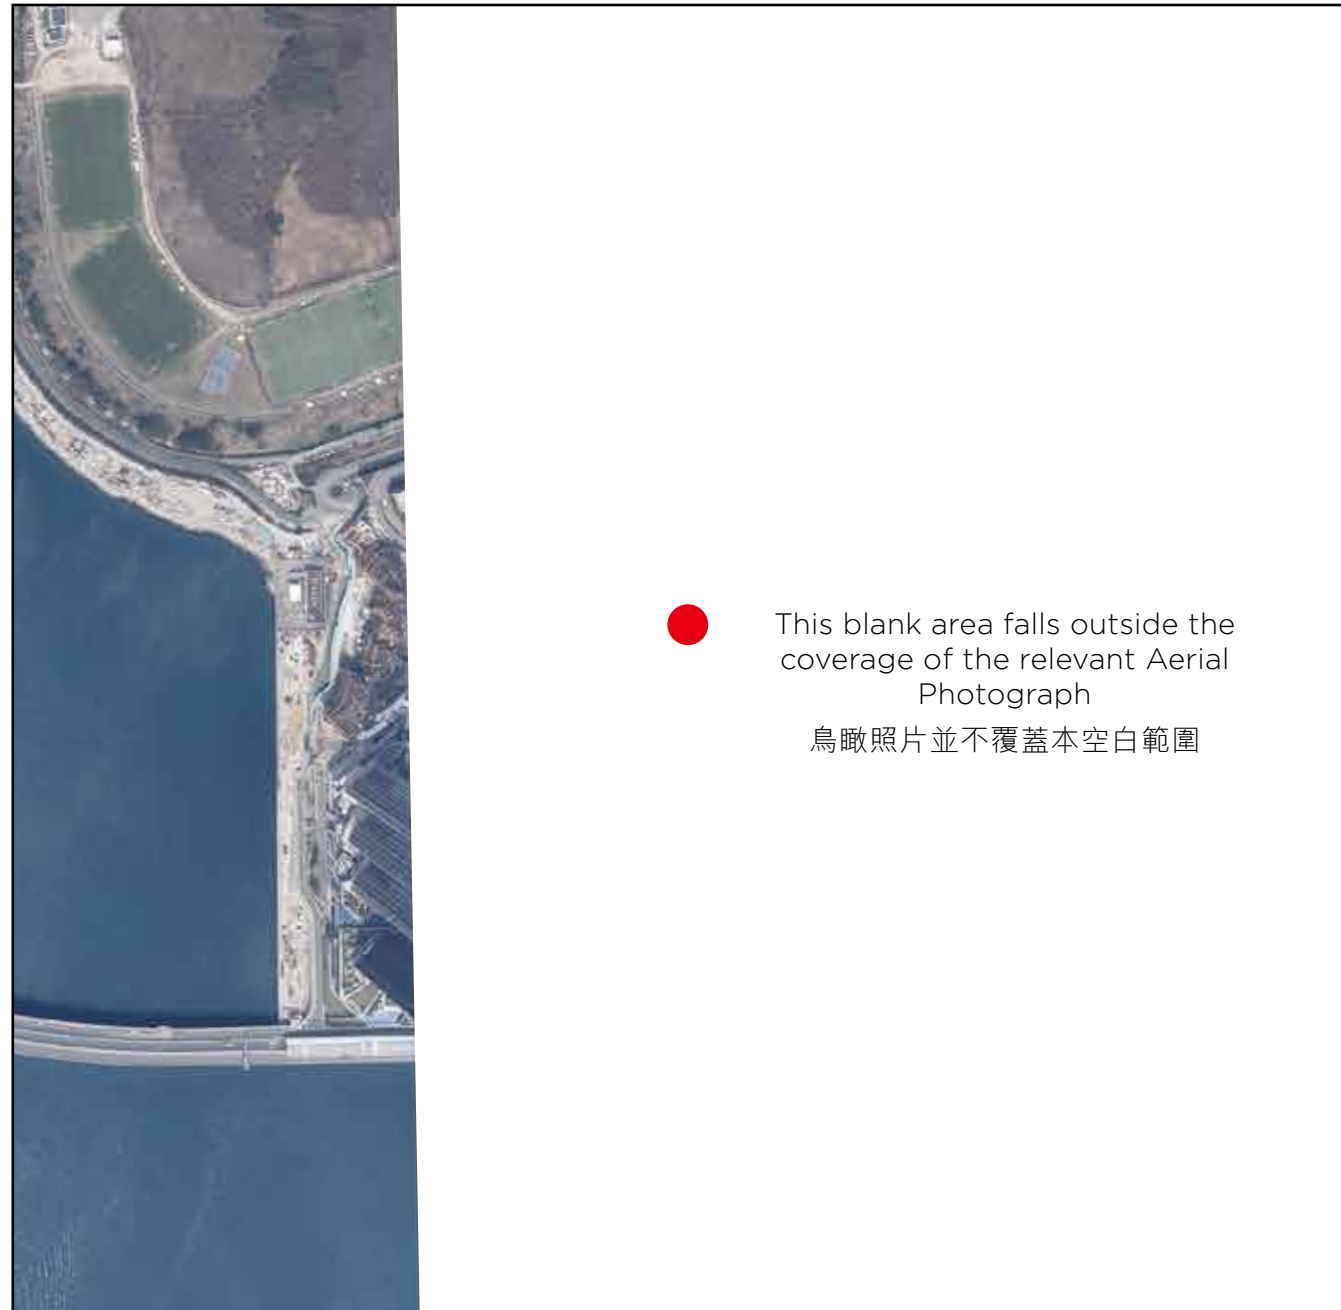 This blank area falls outside the
coverage of the relevant Aerial
Photograph
鳥瞰照片並不覆蓋本空白範圍